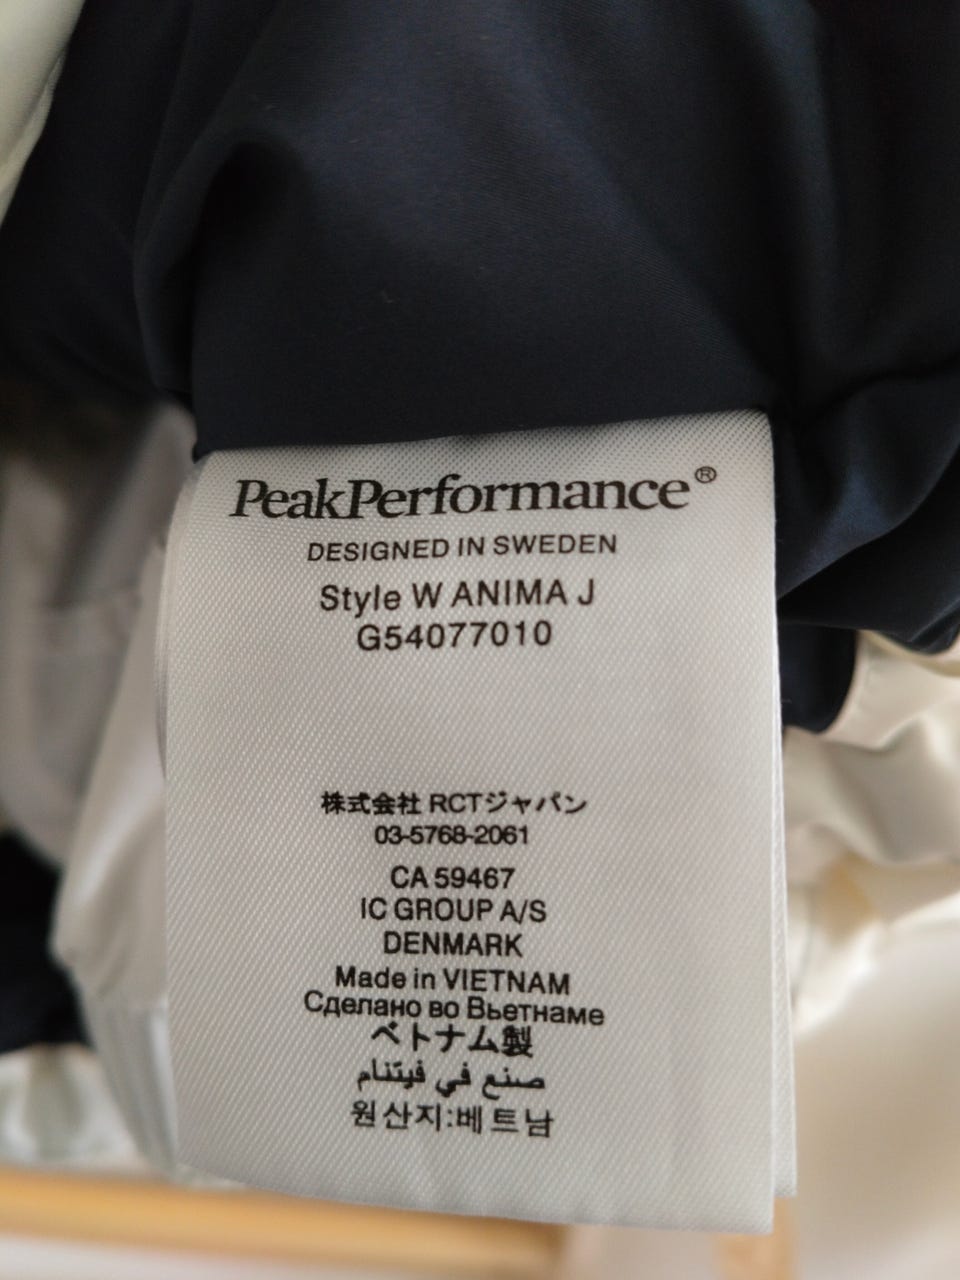 PeakPerformance®
DESIGNED IN SWEDEN
Style W ANIMA J
G54077010
株式会社 RCTジャパン
03-5768-2061
CA 59467
IC GROUP A/S
DENMARK
Made in VIETNAM
Сделано во Вьетнаме
ベトナム製
صنع في فيتنام
원산지:베트남